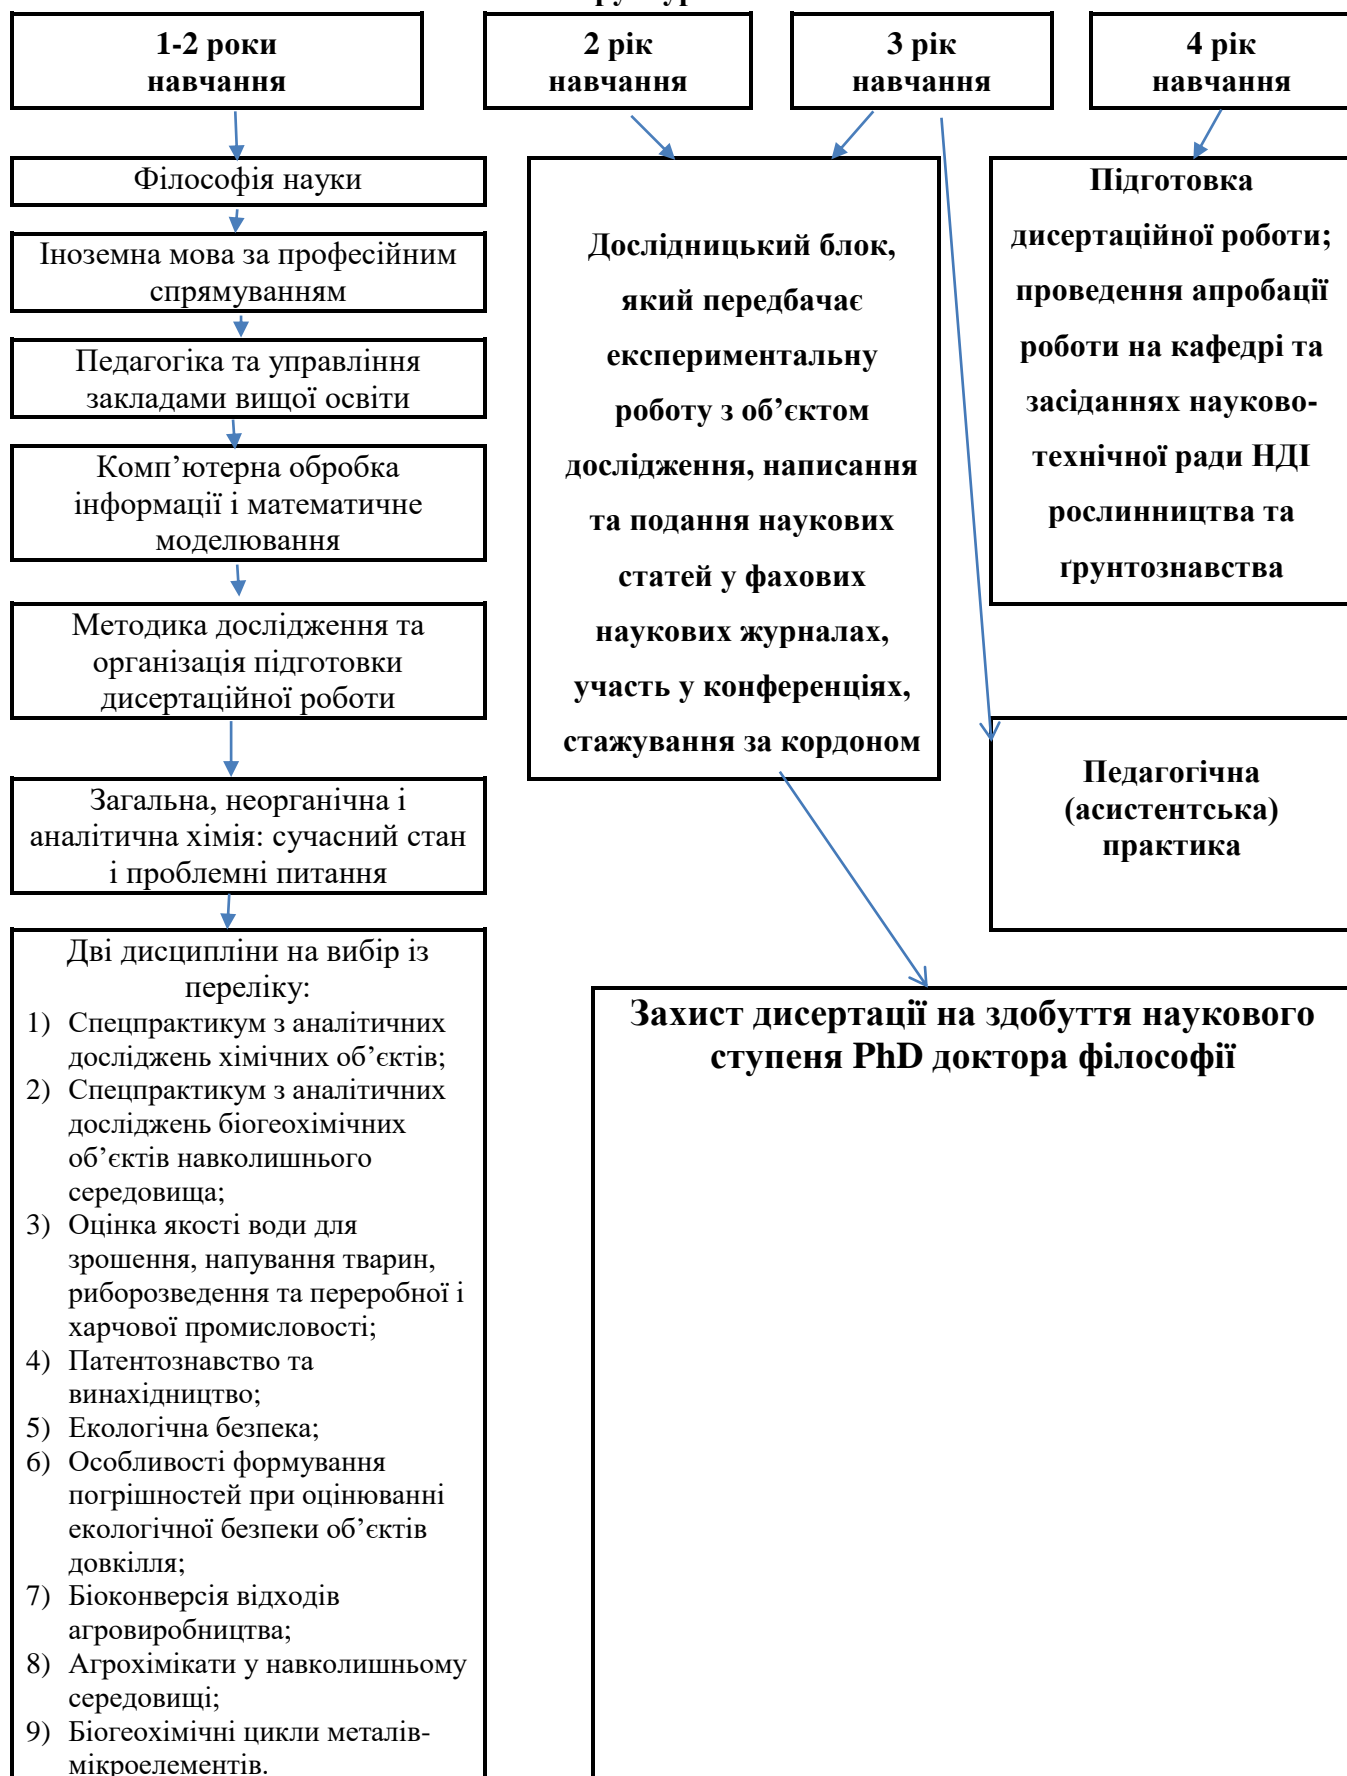 1-2 роки
навчання
2 рік
навчання
3 рік
навчання
4 рік
навчання
Філософія науки
Іноземна мова за професійним
спрямуванням
Педагогіка та управління
закладами вищої освіти
Комп’ютерна обробка
інформації і математичне
моделювання
Методика дослідження та
організація підготовки
дисертаційної роботи
Загальна, неорганічна і
аналітична хімія: сучасний стан
і проблемні питання
Дві дисципліни на вибір із
переліку:
1) Спецпрактикум з аналітичних
досліджень хімічних об’єктів;
2) Спецпрактикум з аналітичних
досліджень біогеохімічних
об’єктів навколишнього
середовища;
3) Оцінка якості води для
зрошення, напування тварин,
риборозведення та переробної і
харчової промисловості;
4) Патентознавство та
винахідництво;
5) Екологічна безпека;
6) Особливості формування
погрішностей при оцінюванні
екологічної безпеки об’єктів
довкілля;
7) Біоконверсія відходів
агровиробництва;
8) Агрохімікати у навколишньому
середовищі;
9) Біогеохімічні цикли металів-
мікроелементів.
Дослідницький блок,
який передбачає
експериментальну
роботу з об’єктом
дослідження, написання
та подання наукових
статей у фахових
наукових журналах,
участь у конференціях,
стажування за кордоном
Підготовка
дисертаційної роботи;
проведення апробації
роботи на кафедрі та
засіданнях науково-
технічної ради НДІ
рослинництва та
ґрунтознавства
Педагогічна
(асистентська)
практика
Захист дисертації на здобуття наукового
ступеня PhD доктора філософії